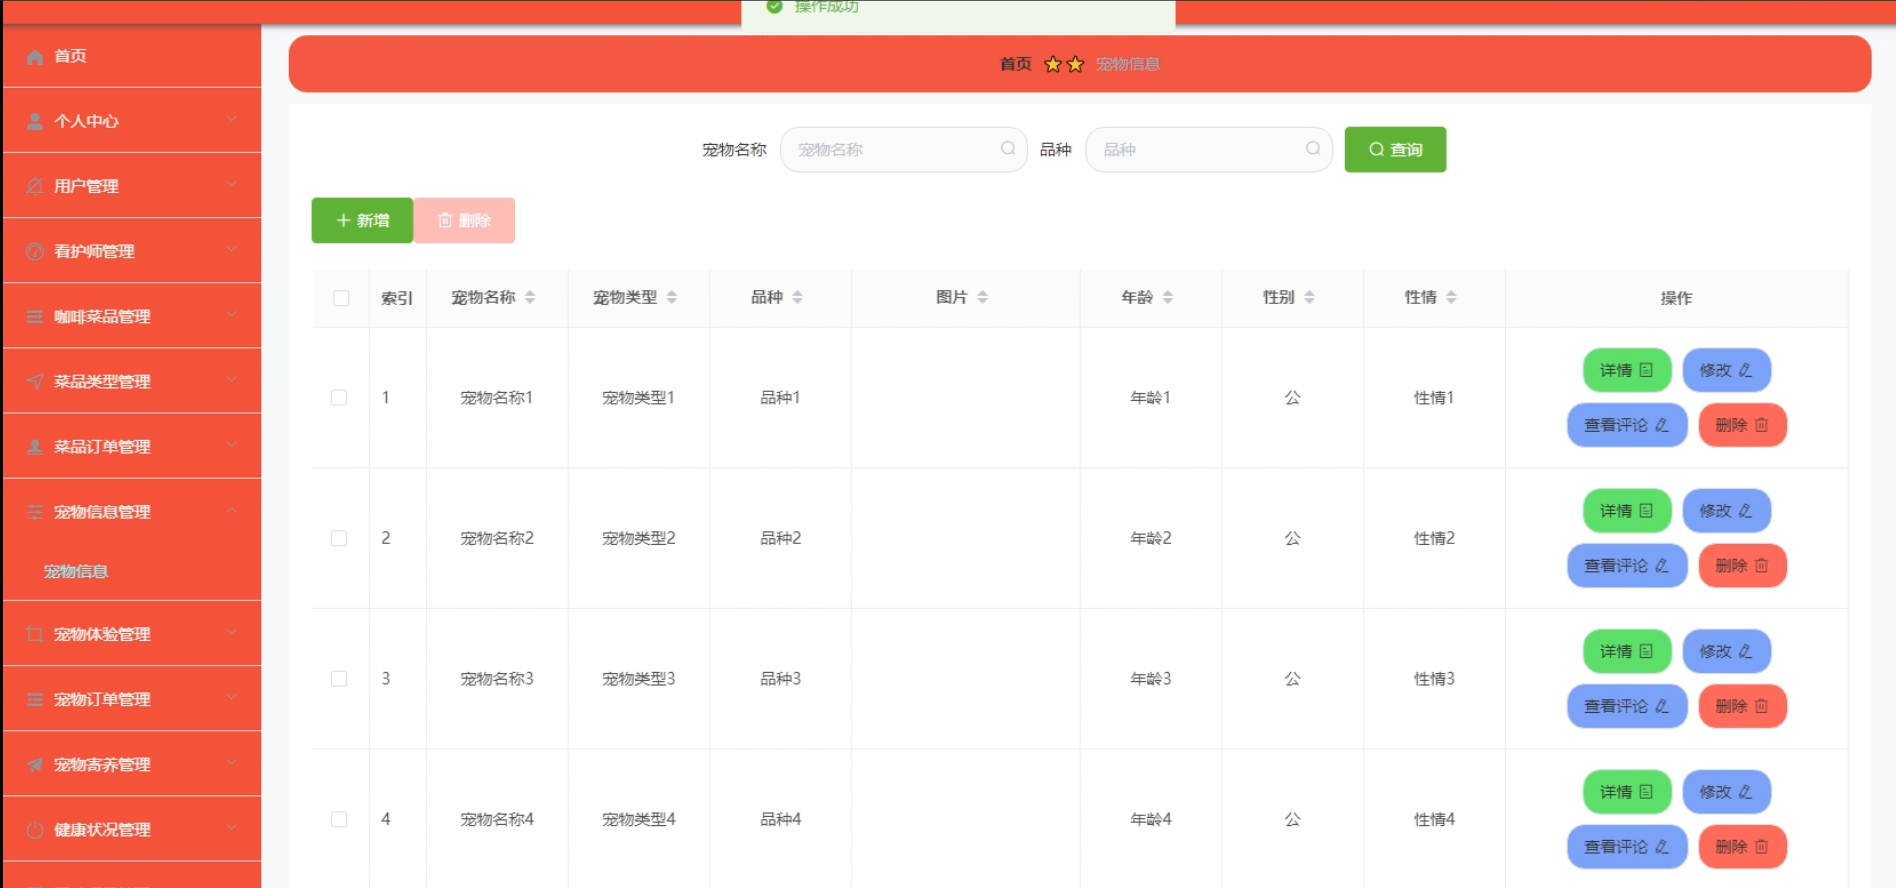 操作成功
首页
个人中心
用户管理
看护师管理
咖啡菜品管理
菜品类型管理
菜品订单管理
宠物信息管理
宠物信息
宠物体验管理
宠物订单管理
宠物寄养管理
健康状况管理
首页 宠物信息
宠物名称 宠物名称 品种 品种 查询
新增 删除
索引 宠物名称 宠物类型 品种 图片 年龄 性别 性情 操作
1 宠物名称1 宠物类型1 品种1 年龄1 公 性情1 详情 修改
查看评论 删除
2 宠物名称2 宠物类型2 品种2 年龄2 公 性情2 详情 修改
查看评论 删除
3 宠物名称3 宠物类型3 品种3 年龄3 公 性情3 详情 修改
查看评论 删除
4 宠物名称4 宠物类型4 品种4 年龄4 公 性情4 详情 修改
查看评论 删除